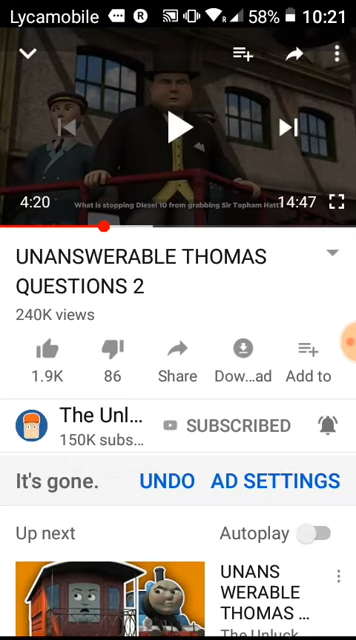 Lycamobile 58% 10:21
4:20 What is stopping Diesel 10 from grabbing Sir Topham Hatt 14:47
UNANSWERABLE THOMAS
QUESTIONS 2
240K views
1.9K 86 Share Dow...ad Add to
The Unl...
150K subs...
SUBSCRIBED
It's gone. UNDO AD SETTINGS
Up next Autoplay
UNANS
WERABLE
THOMAS ...
The Unluck